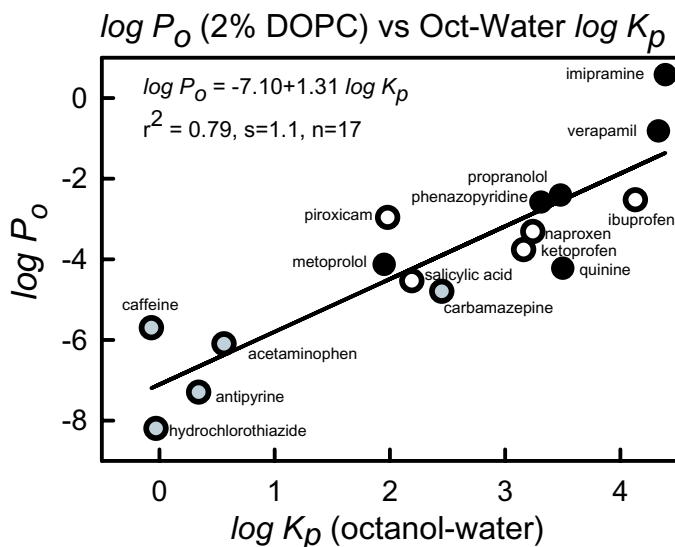 log Po (2% DOPC) vs Oct-Water log Kp
log Po = -7.10+1.31 log Kp
r2 = 0.79, s=1.1, n=17
imipramine
verapamil
propranolol
phenazopyridine
piroxicam
ibuprofen
naproxen
metoprolol
ketoprofen
salicylic acid
quinine
caffeine
carbamazepine
acetaminophen
antipyrine
hydrochlorothiazide
log Po
0
-2
-4
-6
-8
0 1 2 3 4
log Kp (octanol-water)